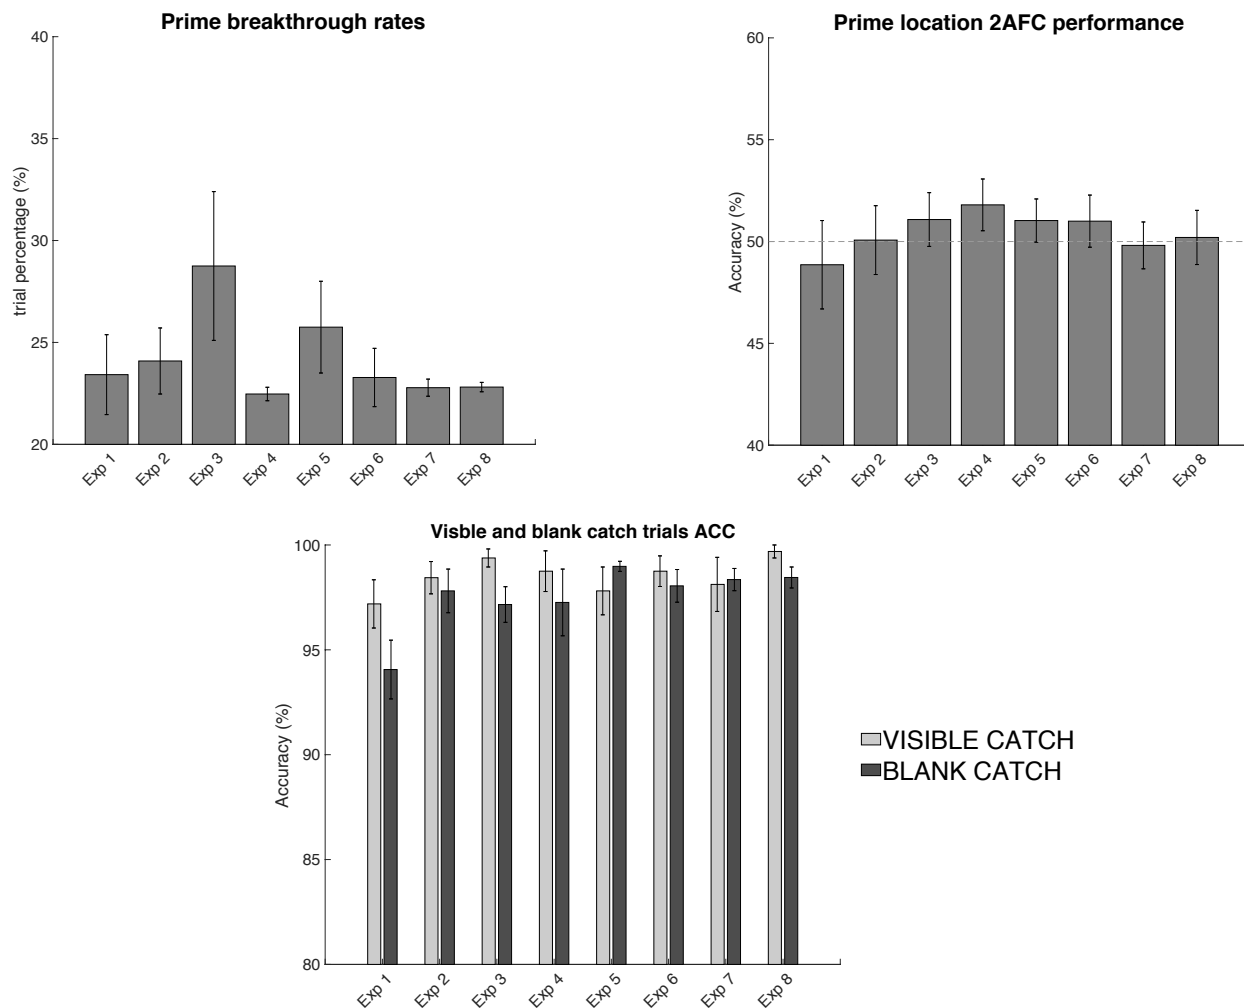 Prime breakthrough rates
trial percentage (%)
40
35
30
25
20
Exp 1
Exp 2
Exp 3
Exp 4
Exp 5
Exp 6
Exp 7
Exp 8
Prime location 2AFC performance
Accuracy (%)
60
55
50
45
40
Exp 1
Exp 2
Exp 3
Exp 4
Exp 5
Exp 6
Exp 7
Exp 8
Visble and blank catch trials ACC
Accuracy (%)
100
95
90
85
80
Exp 1
Exp 2
Exp 3
Exp 4
Exp 5
Exp 6
Exp 7
Exp 8
VISIBLE CATCH
BLANK CATCH